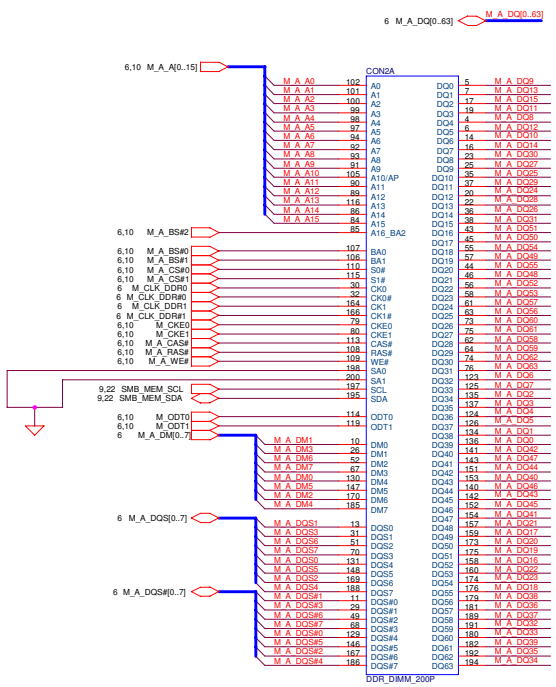 6 M_A_DQ[0..63] M_A_DQ[0..63]
6,10 M_A_A[0..15]
CON2A
M_A_A0 102 A0 DQ0 5 M_A_DQ9
M_A_A1 101 A1 DQ1 7 M_A_DQ13
M_A_A2 100 A2 DQ2 17 M_A_DQ15
M_A_A3 99 A3 DQ3 19 M_A_DQ11
M_A_A4 98 A4 DQ4 4 M_A_DQ8
M_A_A5 97 A5 DQ5 6 M_A_DQ12
M_A_A6 94 A6 DQ6 14 M_A_DQ10
M_A_A7 92 A7 DQ7 16 M_A_DQ14
M_A_A8 93 A8 DQ8 23 M_A_DQ30
M_A_A9 91 A9 DQ9 25 M_A_DQ27
M_A_A10 105 A10/AP DQ10 35 M_A_DQ25
M_A_A11 90 A11 DQ11 37 M_A_DQ29
M_A_A12 89 A12 DQ12 20 M_A_DQ24
M_A_A13 116 A13 DQ13 22 M_A_DQ28
M_A_A14 86 A14 DQ14 36 M_A_DQ26
M_A_A15 84 A15 DQ15 38 M_A_DQ31
6,10 M_A_BS#2 85 A16_BA2 DQ16 43 M_A_DQ51
DQ17 45 M_A_DQ50
6,10 M_A_BS#0 107 BA0 DQ18 55 M_A_DQ54
6,10 M_A_BS#1 106 BA1 DQ19 57 M_A_DQ55
6,10 M_A_CS#0 110 S0# DQ20 44 M_A_DQ49
6,10 M_A_CS#1 115 S1# DQ21 46 M_A_DQ48
6 M_CLK_DDR0 30 CK0 DQ22 56 M_A_DQ52
6 M_CLK_DDR#0 32 CK0# DQ23 58 M_A_DQ53
6 M_CLK_DDR1 164 CK1 DQ24 61 M_A_DQ57
6 M_CLK_DDR#1 166 CK1# DQ25 63 M_A_DQ56
6,10 M_CKE0 79 CKE0 DQ26 73 M_A_DQ60
6,10 M_CKE1 80 CKE1 DQ27 75 M_A_DQ61
6,10 M_A_CAS# 113 CAS# DQ28 62 M_A_DQ58
6,10 M_A_RAS# 108 RAS# DQ29 64 M_A_DQ59
6,10 M_A_WE# 109 WE# DQ30 74 M_A_DQ62
198 SA0 DQ31 76 M_A_DQ63
200 SA1 DQ32 123 M_A_DQ6
9,22 SMB_MEM_SCL 197 SCL DQ33 125 M_A_DQ7
9,22 SMB_MEM_SDA 195 SDA DQ34 135 M_A_DQ2
DQ35 137 M_A_DQ3
6,10 M_ODT0 114 ODT0 DQ36 124 M_A_DQ4
6,10 M_ODT1 119 ODT1 DQ37 126 M_A_DQ5
6 M_A_DM[0..7] DQ38 134 M_A_DQ1
M_A_DM1 10 DM0 DQ39 136 M_A_DQ0
M_A_DM3 26 DM1 DQ40 141 M_A_DQ42
M_A_DM6 52 DM2 DQ41 143 M_A_DQ47
M_A_DM7 67 DM3 DQ42 151 M_A_DQ44
M_A_DM0 130 DM4 DQ43 153 M_A_DQ40
M_A_DM5 147 DM5 DQ44 140 M_A_DQ46
M_A_DM2 170 DM6 DQ45 142 M_A_DQ43
M_A_DM4 185 DM7 DQ46 152 M_A_DQ45
DQ47 154 M_A_DQ41
6 M_A_DQS[0..7] M_A_DQS1 13 DQS0 DQ48 157 M_A_DQ21
M_A_DQS3 31 DQS1 DQ49 159 M_A_DQ17
M_A_DQS6 51 DQS2 DQ50 173 M_A_DQ20
M_A_DQS7 70 DQS3 DQ51 175 M_A_DQ19
M_A_DQS0 131 DQS4 DQ52 158 M_A_DQ16
M_A_DQS5 148 DQS5 DQ53 160 M_A_DQ22
M_A_DQS2 169 DQS6 DQ54 174 M_A_DQ23
M_A_DQS4 188 DQS7 DQ55 176 M_A_DQ18
6 M_A_DQS#[0..7] M_A_DQS#1 11 DQS#0 DQ56 179 M_A_DQ38
M_A_DQS#3 29 DQS#1 DQ57 181 M_A_DQ36
M_A_DQS#6 49 DQS#2 DQ58 189 M_A_DQ37
M_A_DQS#7 68 DQS#3 DQ59 191 M_A_DQ32
M_A_DQS#0 129 DQS#4 DQ60 180 M_A_DQ33
M_A_DQS#5 146 DQS#5 DQ61 182 M_A_DQ39
M_A_DQS#2 167 DQS#6 DQ62 192 M_A_DQ35
M_A_DQS#4 186 DQS#7 DQ63 194 M_A_DQ34
DDR_DIMM_200P